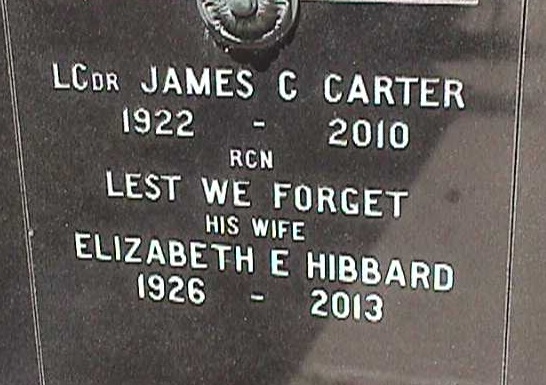 LCDR JAMES C CARTER
1922 - 2010
RCN
LEST WE FORGET
HIS WIFE
ELIZABETH E HIBBARD
1926 - 2013